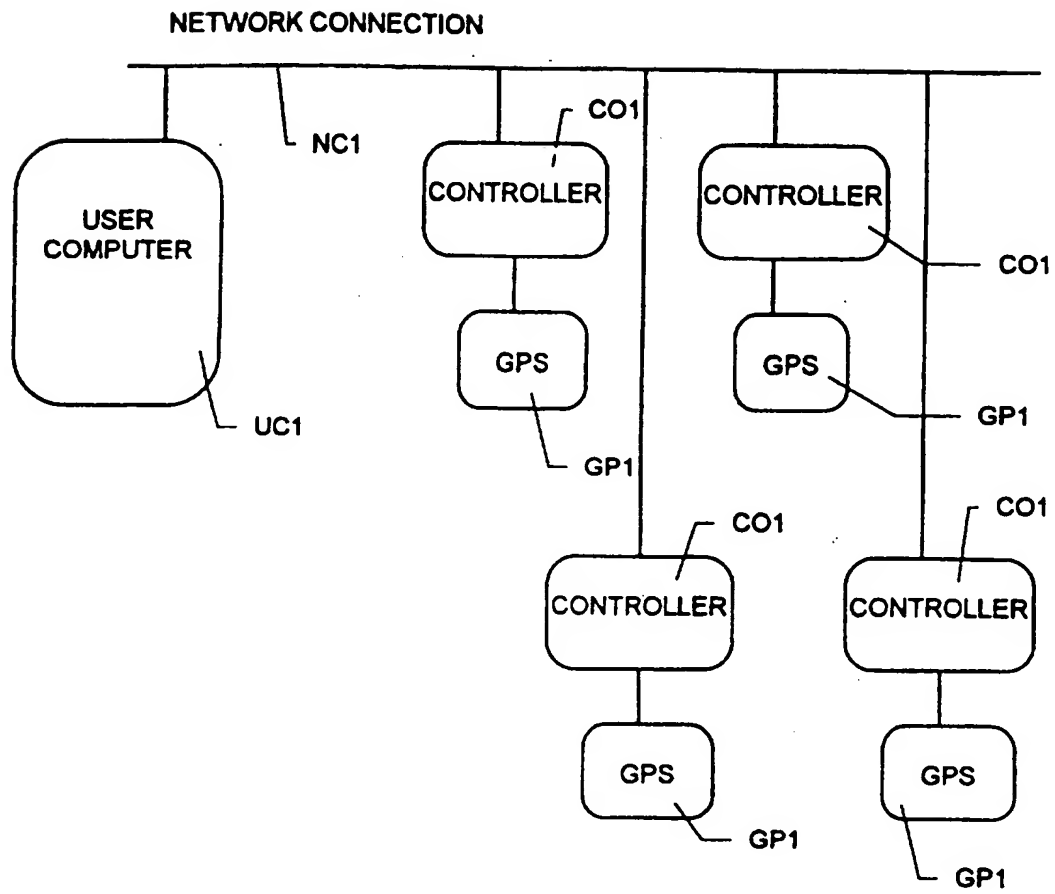 NETWORK CONNECTION
NC1
CO1
CONTROLLER
CONTROLLER
USER
COMPUTER
CO1
GPS
GPS
UC1
GP1
GP1
CO1
CO1
CONTROLLER
CONTROLLER
GPS
GPS
GP1
GP1